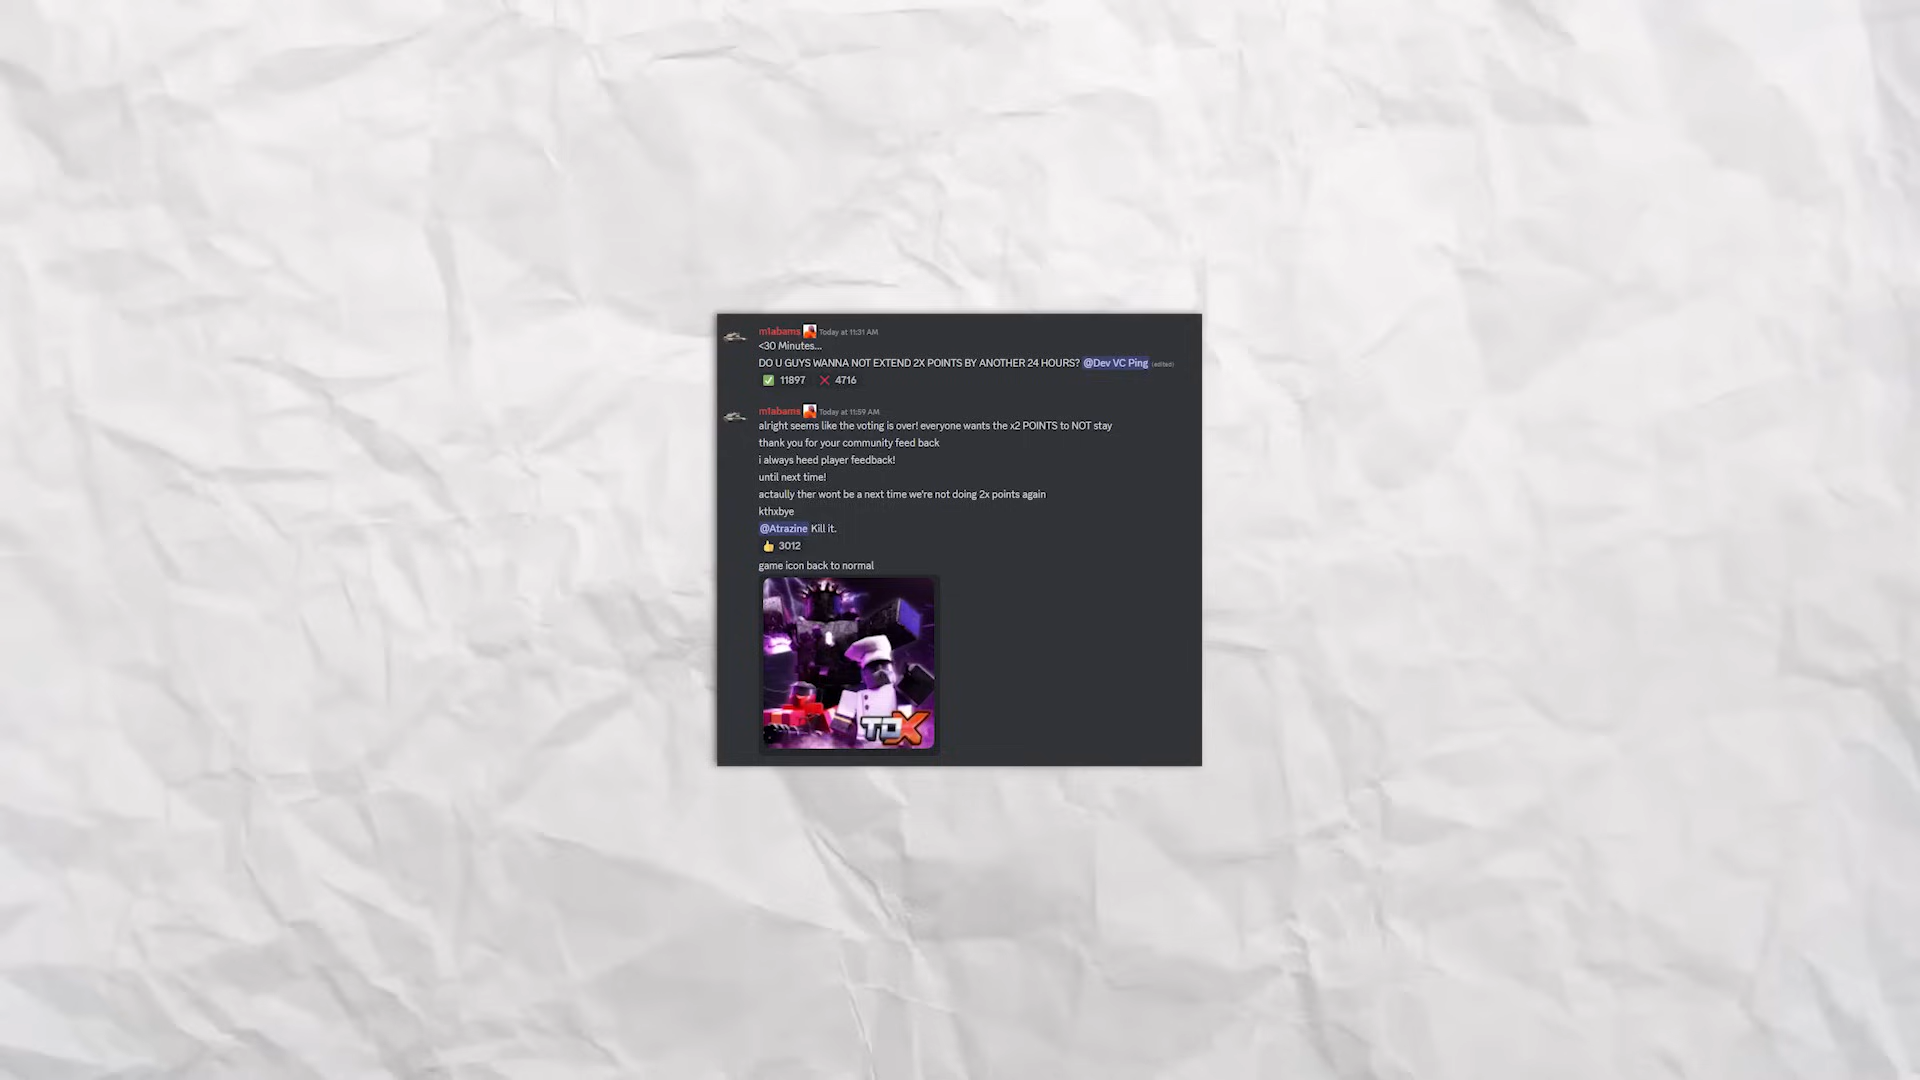 m1abams Today at 11:31 AM
<30 Minutes...
DO U GUYS WANNA NOT EXTEND 2X POINTS BY ANOTHER 24 HOURS? @Dev VC Ping (edited)
11897 4716
m1abams Today at 11:59 AM
alright seems like the voting is over! everyone wants the x2 POINTS to NOT stay
thank you for your community feed back
i always heed player feedback!
until next time!
actaully ther wont be a next time we're not doing 2x points again
kthxbye
@Atrazine Kill it.
3012
game icon back to normal
TDX